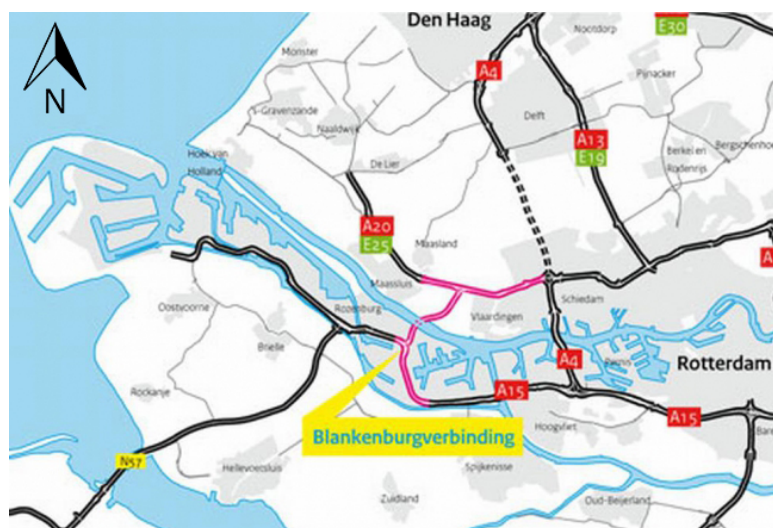 Den Haag
E30
Nootdorp
Monster
A4
Pijnacker
's-Gravenzande
Delft
Naaldwijk
A13
E19
Berkel en
Rodenrijs
Bergschenhoe
N
Hoek van
Holland
De Lier
A20
E25
Maasland
Maassluis
Schiedam
Oostvoorne
Rozenburg
Vlaardingen
Brielle
A4
Pernis
Rotterdam
Rockanje
A15
A15
Blankenburgverbinding
Hoogvliet
Bare
N57
Hellevoetsluis
Spijkenisse
Zuidland
Oud-Beijerland